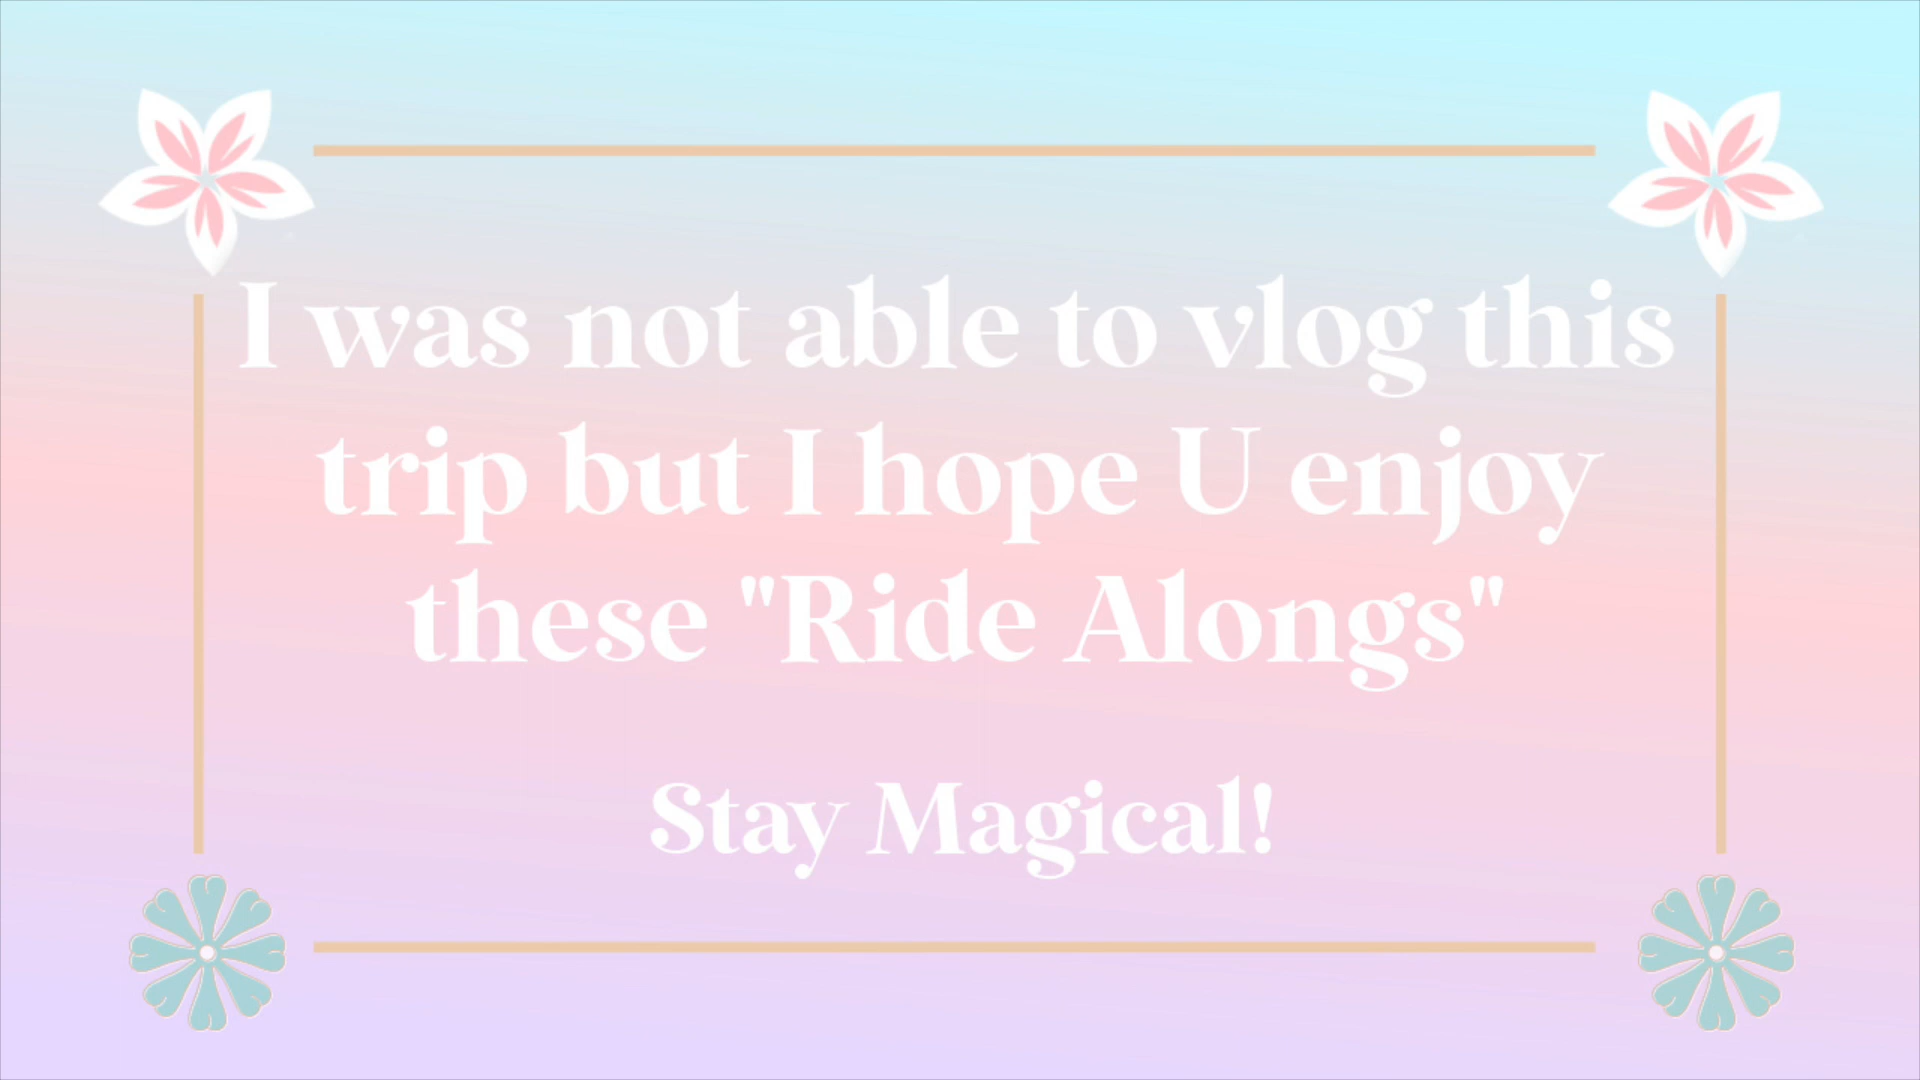 I was not able to vlog this
trip but I hope U enjoy
these "Ride Alongs"
Stay Magical!